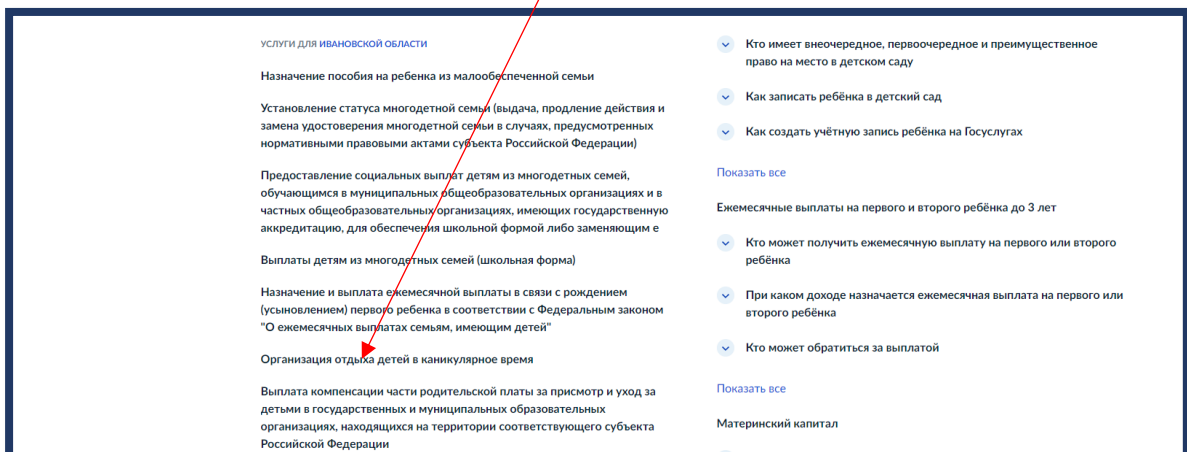 УСЛУГИ ДЛЯ ИВАНОВСКОЙ ОБЛАСТИ
Назначение пособия на ребенка из малообеспеченной семьи
Установление статуса многодетной семьи (выдача, продление действия и
замена удостоверения многодетной семьи в случаях, предусмотренных
нормативными правовыми актами субъекта Российской Федерации)
Предоставление социальных выплат детям из многодетных семей,
обучающимся в муниципальных общеобразовательных организациях и в
частных общеобразовательных организациях, имеющих государственную
аккредитацию, для обеспечения школьной формой либо заменяющим е
Выплаты детям из многодетных семей (школьная форма)
Назначение и выплата ежемесячной выплаты в связи с рождением
(усыновлением) первого ребенка в соответствии с Федеральным законом
"О ежемесячных выплатах семьям, имеющим детей"
Организация отдыха детей в каникулярное время
Выплата компенсации части родительской платы за присмотр и уход за
детьми в государственных и муниципальных образовательных
организациях, находящихся на территории соответствующего субъекта
Российской Федерации
Кто имеет внеочередное, первоочередное и преимущественное
право на место в детском саду
Как записать ребёнка в детский сад
Как создать учётную запись ребёнка на Госуслугах
Показать все
Ежемесячные выплаты на первого и второго ребёнка до 3 лет
Кто может получить ежемесячную выплату на первого или второго
ребёнка
При каком доходе назначается ежемесячная выплата на первого или
второго ребёнка
Кто может обратиться за выплатой
Показать все
Материнский капитал